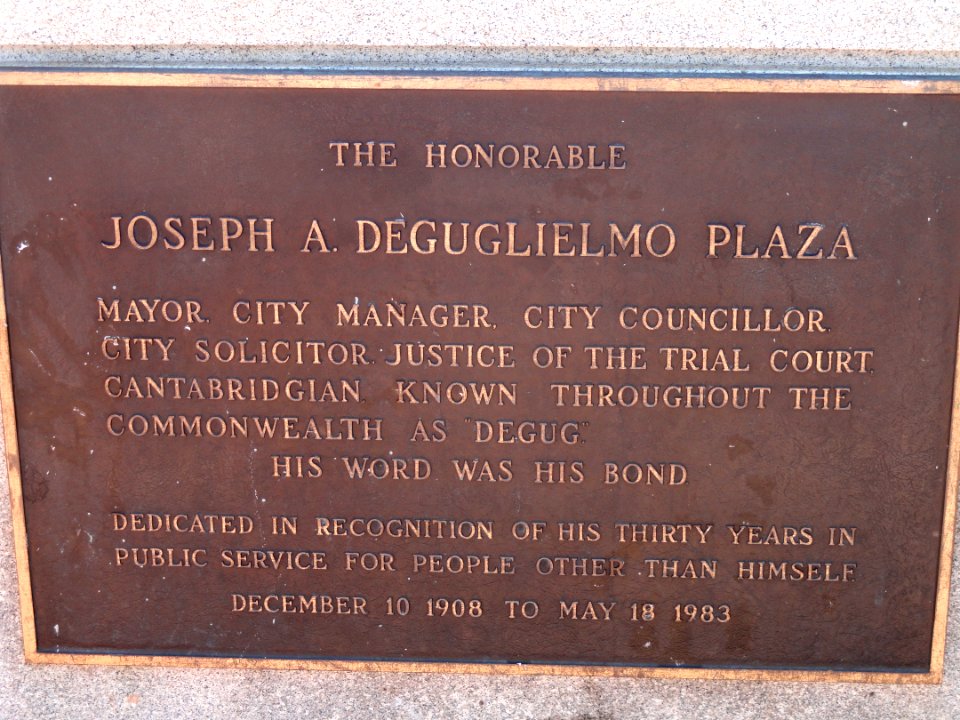 THE HONORABLE
JOSEPH A. DEGUGLIELMO PLAZA
MAYOR, CITY MANAGER, CITY COUNCILLOR,
CITY SOLICITOR, JUSTICE OF THE TRIAL COURT,
CANTABRIDGIAN, KNOWN THROUGHOUT THE
COMMONWEALTH AS "DEGUG."
HIS WORD WAS HIS BOND
DEDICATED IN RECOGNITION OF HIS THIRTY YEARS IN
PUBLIC SERVICE FOR PEOPLE OTHER THAN HIMSELF.
DECEMBER 10 1908 TO MAY 18 1983